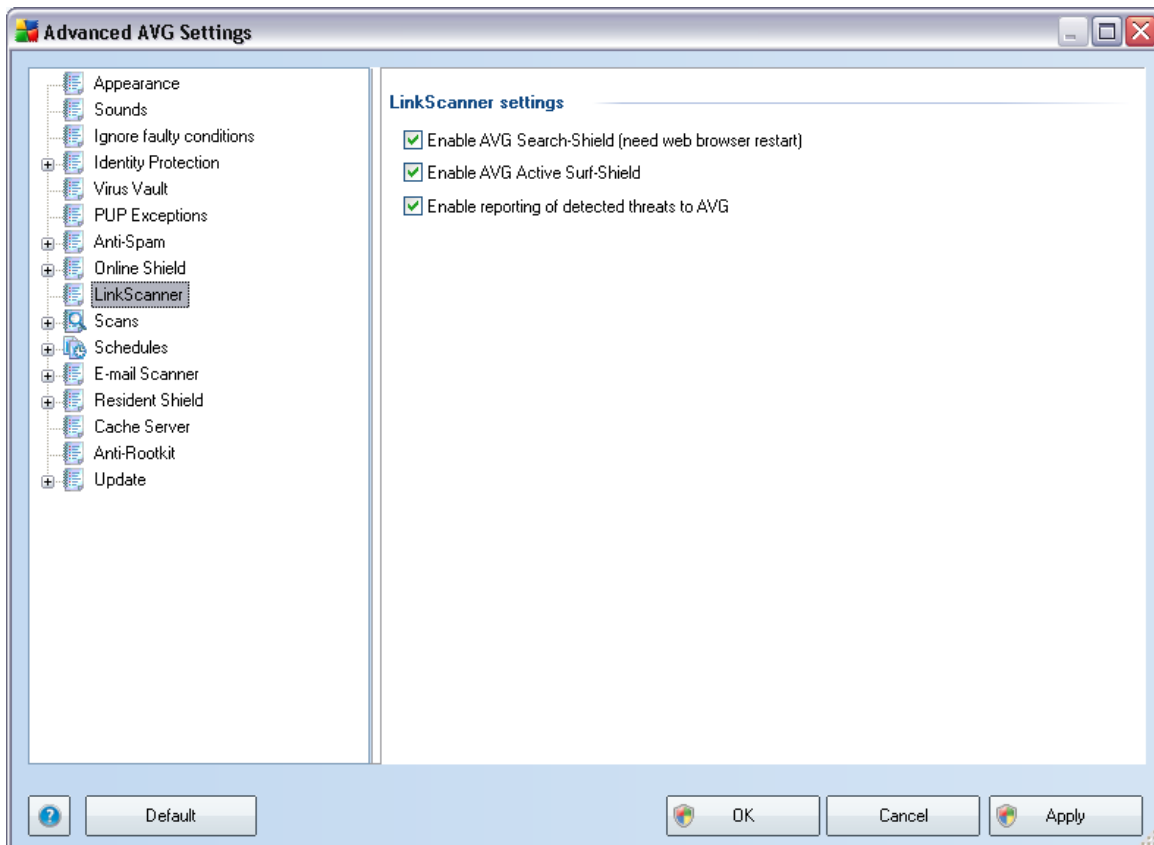 Advanced AVG Settings
Appearance
Sounds
Ignore faulty conditions
Identity Protection
Virus Vault
PUP Exceptions
Anti-Spam
Online Shield
LinkScanner
Scans
Schedules
E-mail Scanner
Resident Shield
Cache Server
Anti-Rootkit
Update
LinkScanner settings
Enable AVG Search-Shield (need web browser restart)
Enable AVG Active Surf-Shield
Enable reporting of detected threats to AVG
?
Default
OK
Cancel
Apply